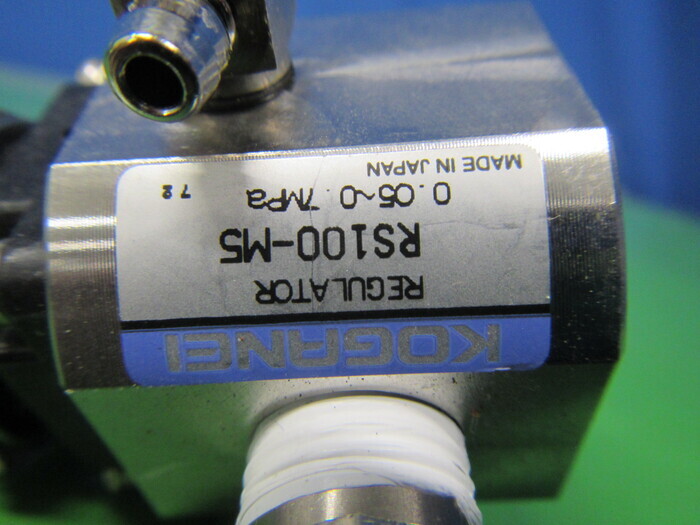 KOGANEI
REGULATOR
RS100-M5
0.05~0.7MPa
MADE IN JAPAN
72